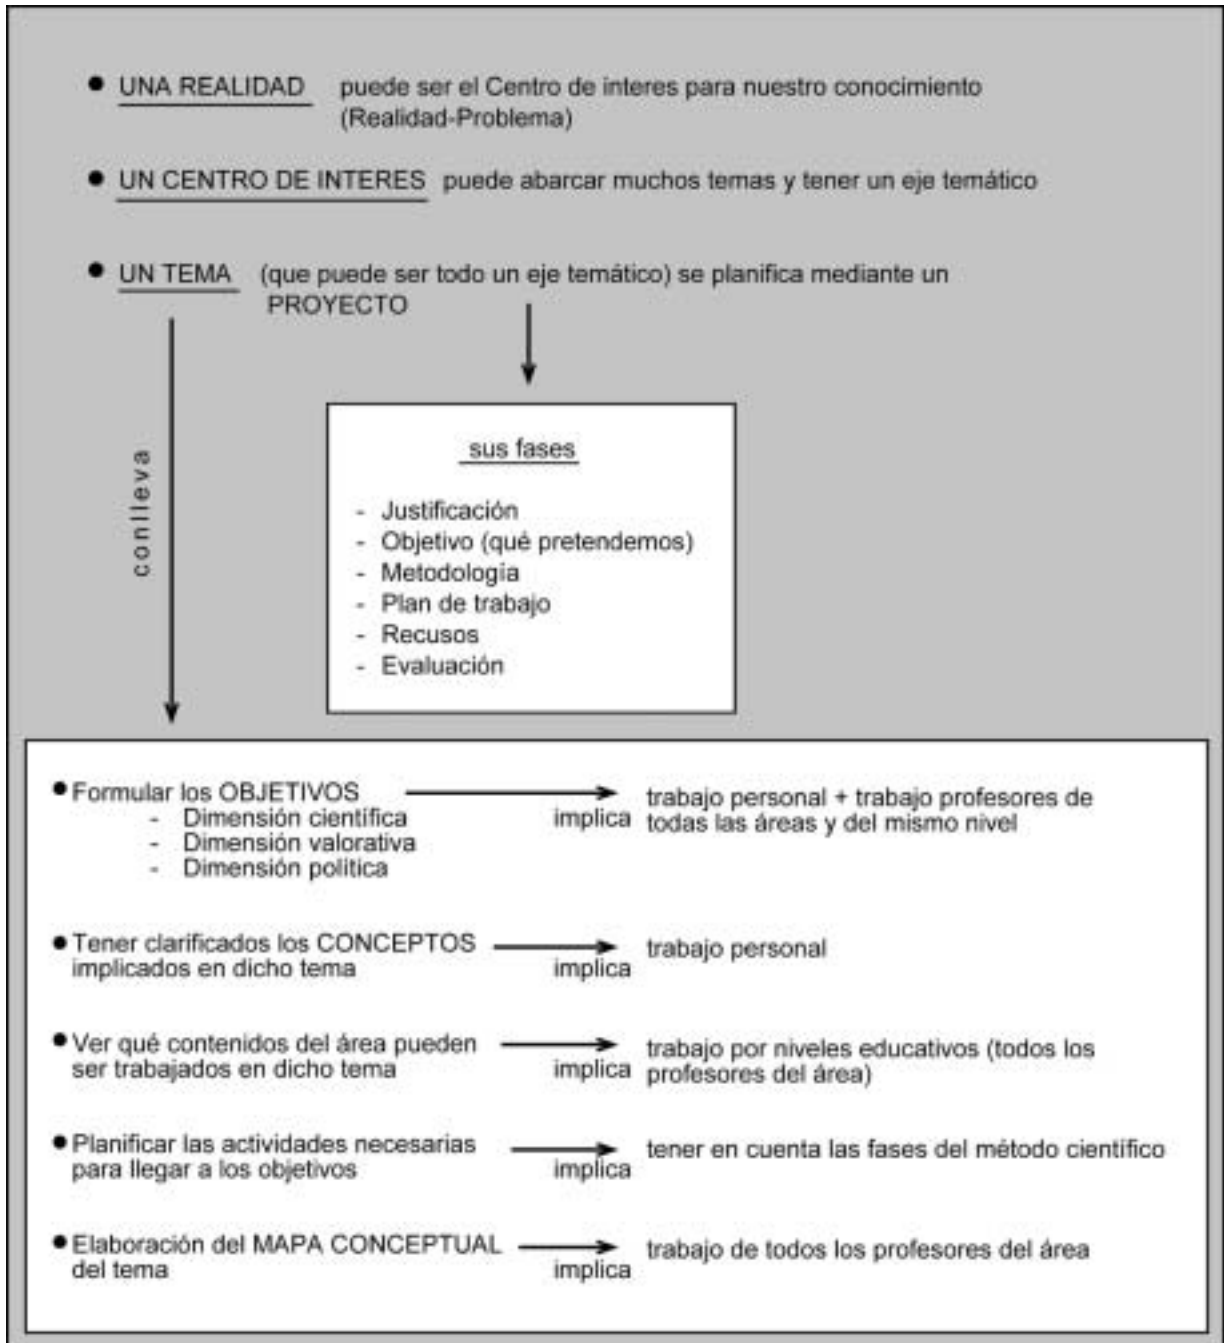 ● UNA REALIDAD puede ser el Centro de interes para nuestro conocimiento
(Realidad-Problema)
● UN CENTRO DE INTERES puede abarcar muchos temas y tener un eje temático
● UN TEMA (que puede ser todo un eje temático) se planifica mediante un
PROYECTO
conlleva
sus fases
- Justificación
- Objetivo (qué pretendemos)
- Metodología
- Plan de trabajo
- Recusos
- Evaluación
● Formular los OBJETIVOS
- Dimensión científica
- Dimensión valorativa
- Dimensión política
implica
trabajo personal + trabajo profesores de
todas las áreas y del mismo nivel
● Tener clarificados los CONCEPTOS
implicados en dicho tema
implica
trabajo personal
● Ver qué contenidos del área pueden
ser trabajados en dicho tema
implica
trabajo por niveles educativos (todos los
profesores del área)
● Planificar las actividades necesarias
para llegar a los objetivos
implica
tener en cuenta las fases del método científico
● Elaboración del MAPA CONCEPTUAL
del tema
implica
trabajo de todos los profesores del área